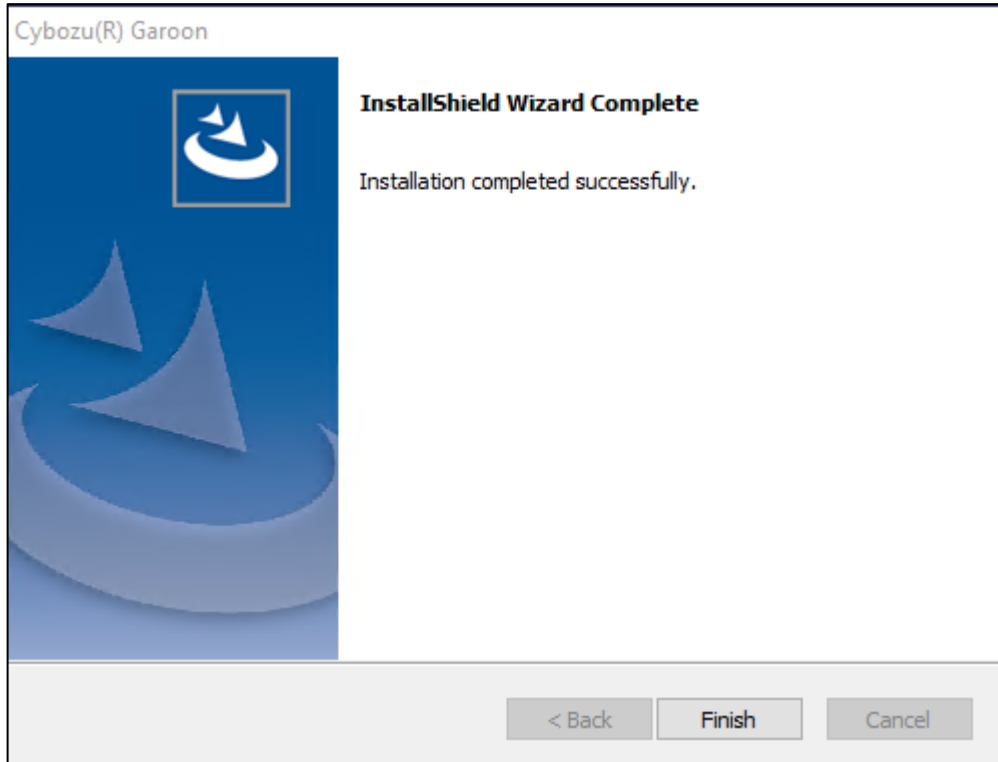 Cybozu(R) Garoon
InstallShield Wizard Complete
Installation completed successfully.
< Back
Finish
Cancel